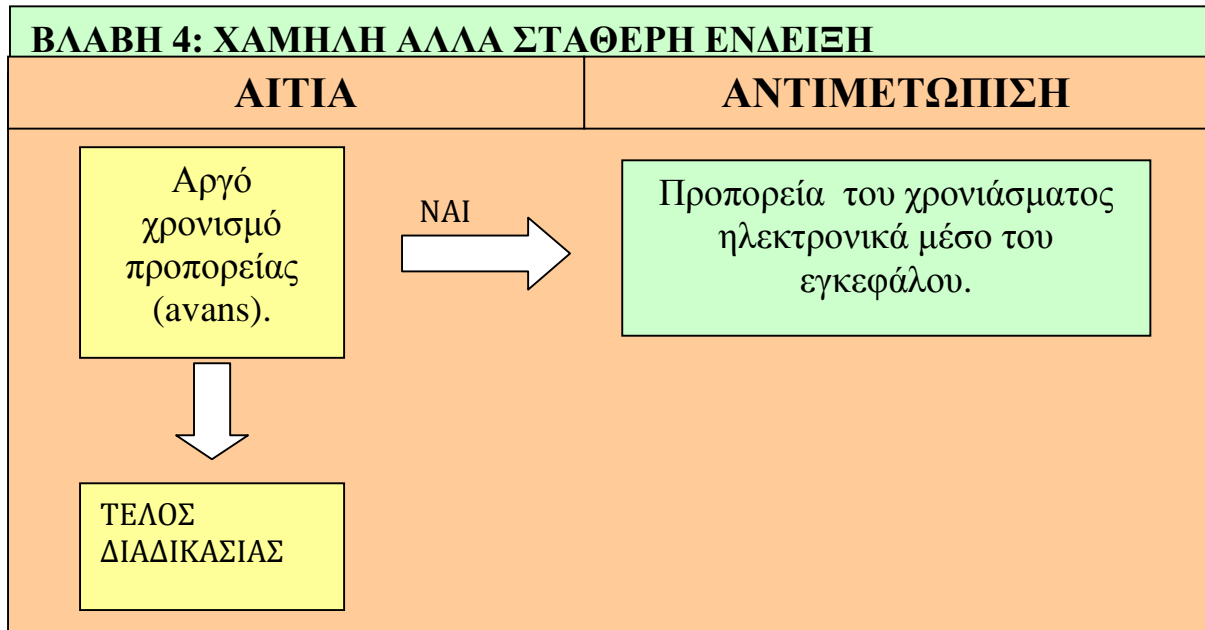 ΒΛΑΒΗ 4: ΧΑΜΗΛΗ ΑΛΛΑ ΣΤΑΘΕΡΗ ΕΝΔΕΙΞΗ
ΑΙΤΙΑ
ΑΝΤΙΜΕΤΩΠΙΣΗ
Αργό
χρονισμό
προπορείας
(avans).
ΝΑΙ
Προπορεία του χρονιάσματος
ηλεκτρονικά μέσο του
εγκεφάλου.
ΤΕΛΟΣ
ΔΙΑΔΙΚΑΣΙΑΣ